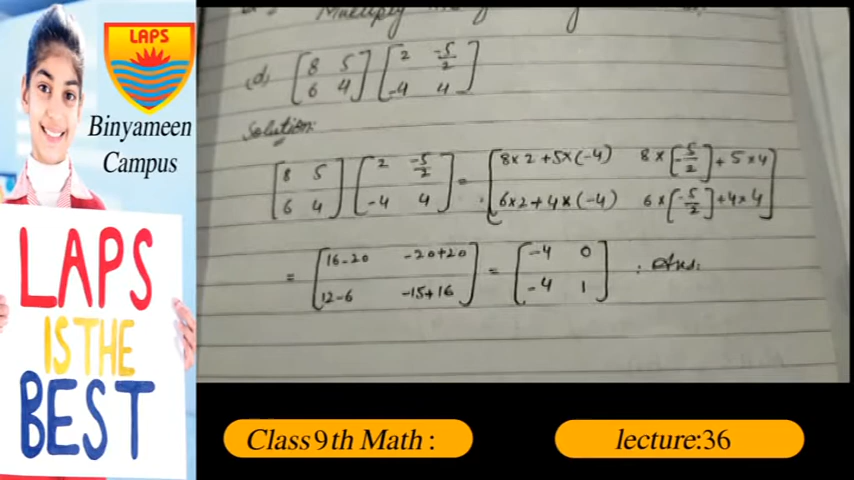 LAPS
Binyameen
Campus
LAPS
IS THE
BEST
Multiply
(d) [8 5; 6 4] [2 -5/2; -4 4]
Solution:
[8 5; 6 4] [2 -5/2; -4 4] = [8×2+5×(-4) 8×[-5/2]+5×4; 6×2+4×(-4) 6×[-5/2]+4×4]
= [16-20 -20+20; 12-6 -15+16] = [-4 0; -4 1] : Ans:
Class 9th Math :
lecture:36